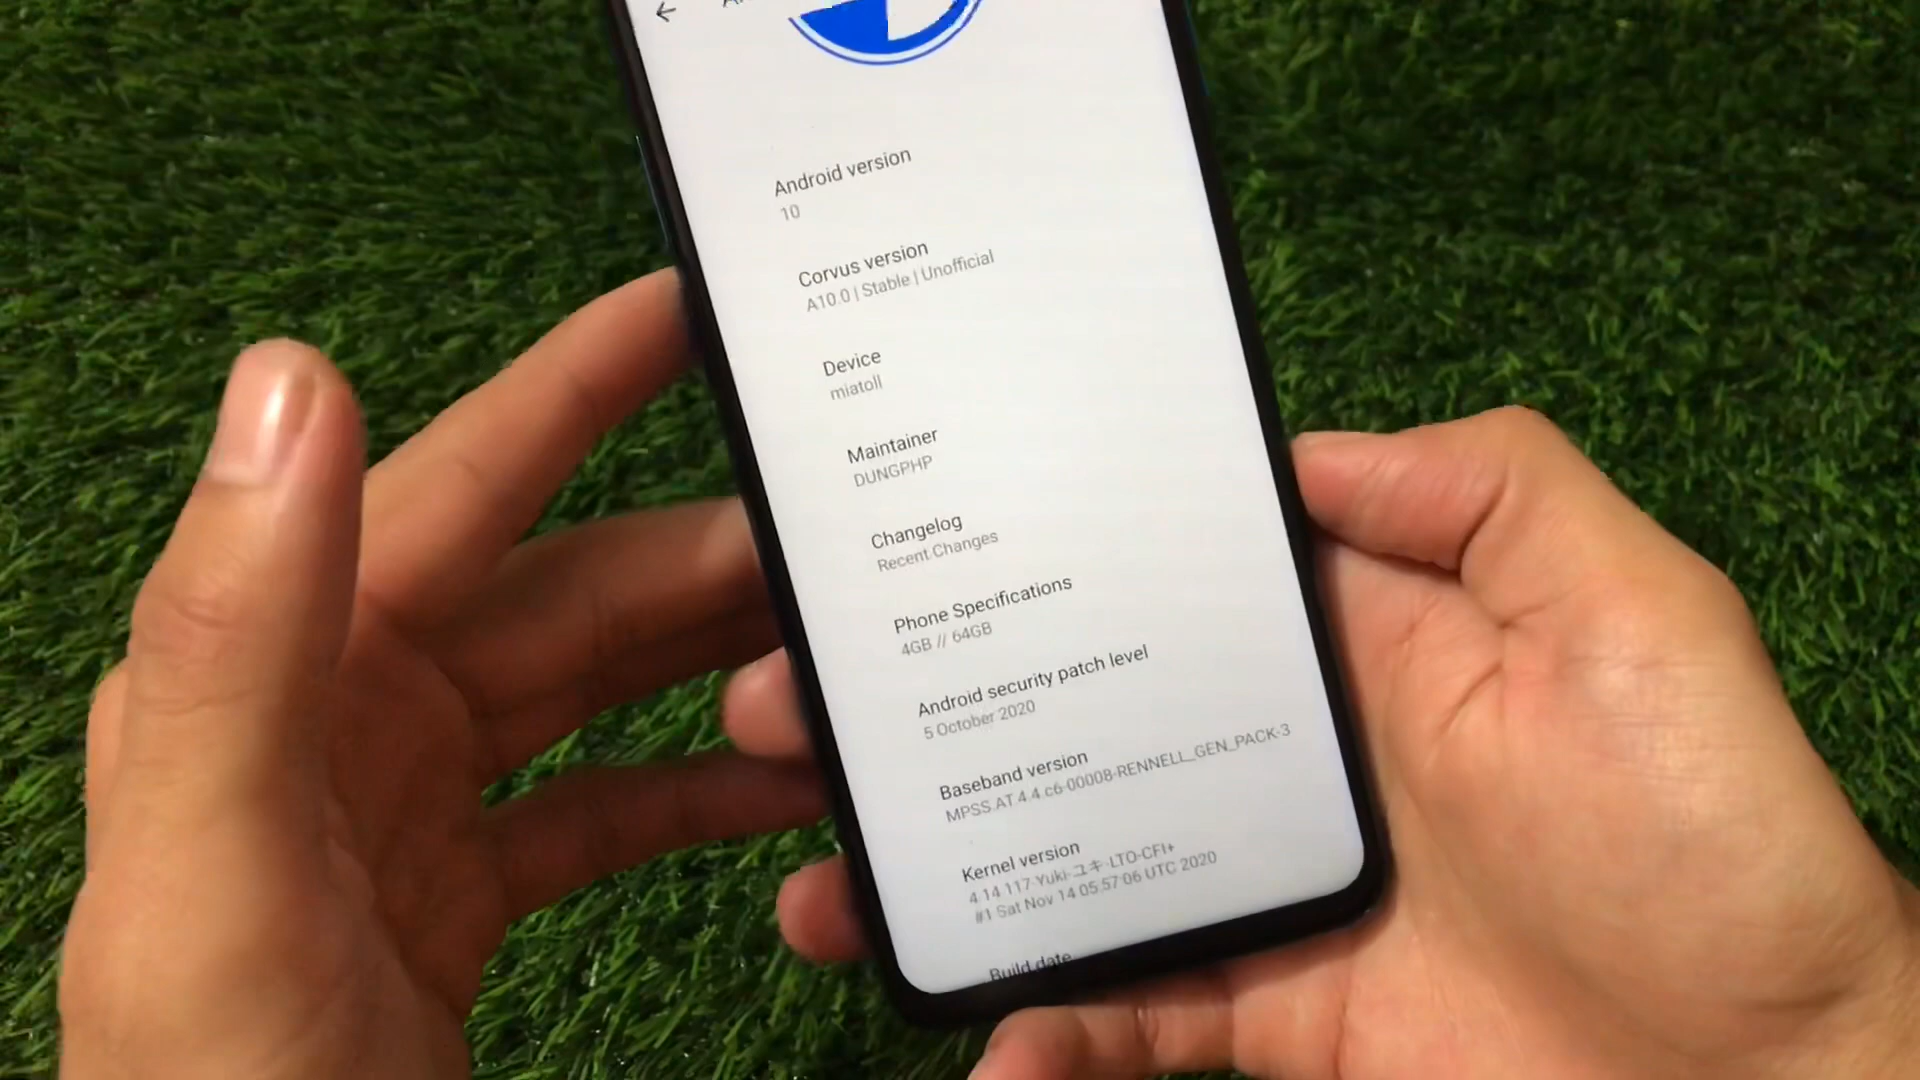 Android version
10
Corvus version
A10.0 | Stable | Unofficial
Device
miatoll
Maintainer
DUNGPHP
Changelog
Recent Changes
Phone Specifications
4GB // 64GB
Android security patch level
5 October 2020
Baseband version
MPSS.AT.4.4.c6-00008-RENNELL_GEN_PACK-3
Kernel version
4.14.117-Yuki-ユキ-LTO-CFI+
#1 Sat Nov 14 05:57:06 UTC 2020
Build date